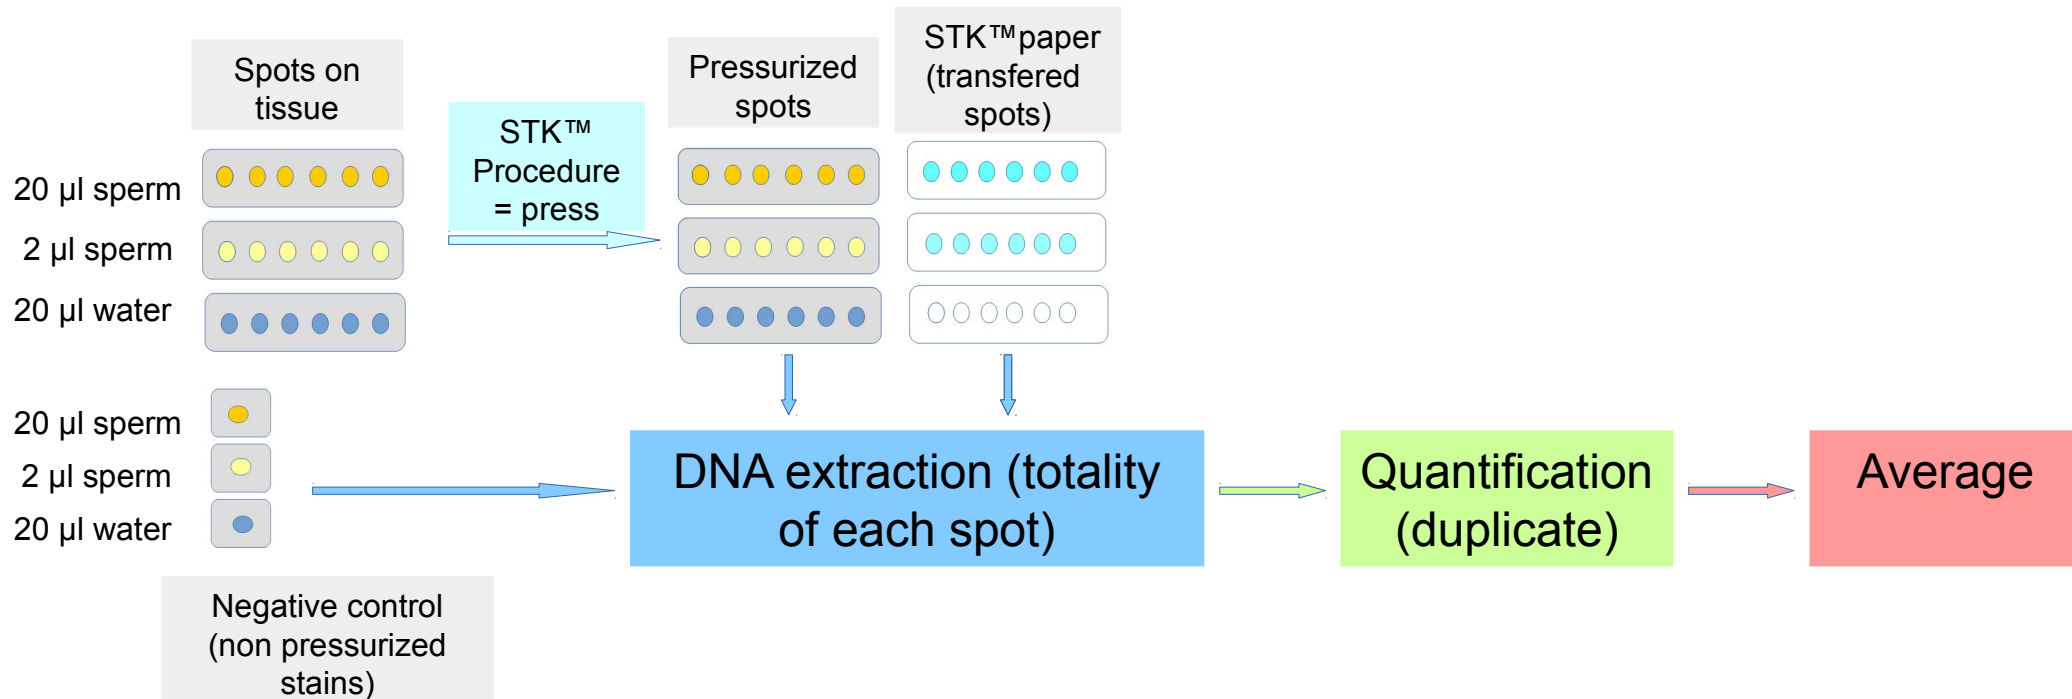 Spots on
tissue
STK™
Procedure
= press
Pressurized
spots
STK™paper
(transfered
spots)
20 µl sperm
2 µl sperm
20 µl water
20 µl sperm
2 µl sperm
20 µl water
Negative control
(non pressurized
stains)
DNA extraction (totality
of each spot)
Quantification
(duplicate)
Average